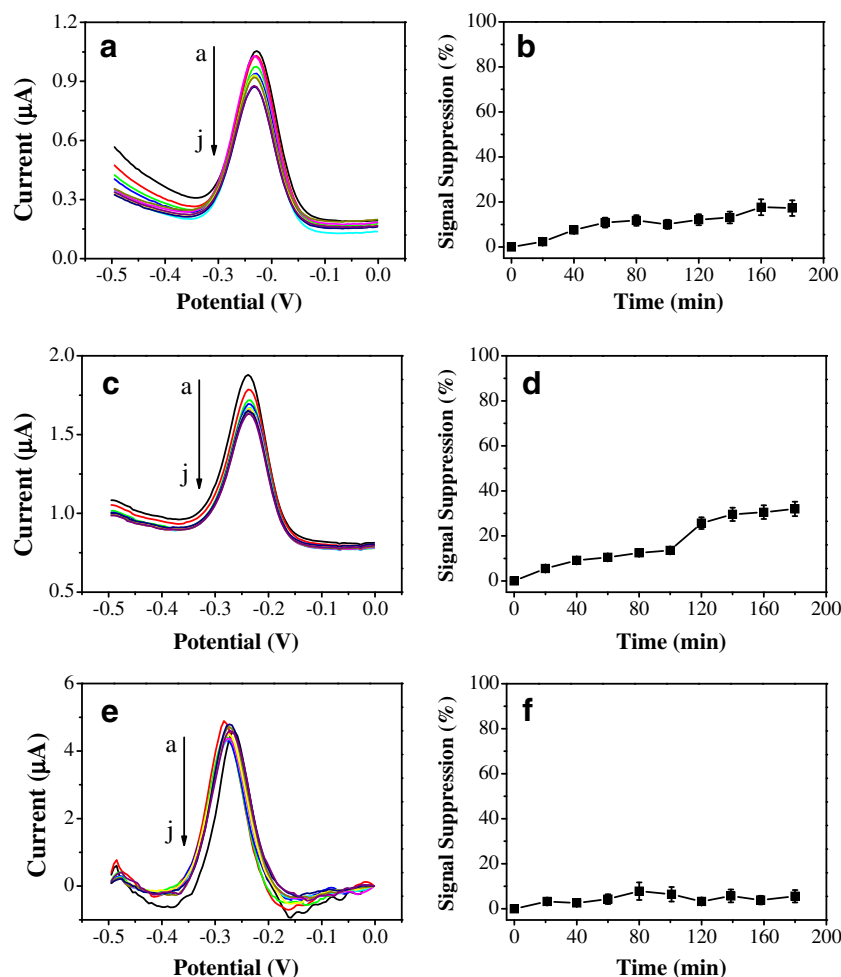 a
a
j
1.2
0.9
0.6
0.3
0.0
Current (µA)
-0.5 -0.4 -0.3 -0.2 -0. 0.0
Potential (V)
b
100
80
60
40
20
0
Signal Suppression (%)
0 40 80 120 160 200
Time (min)
c
a
j
2.0
1.5
1.0
0.5
Current (µA)
-0.5 -0.4 -0.3 -0.2 -0.1 0.0
Potential (V)
d
100
80
60
40
20
0
Signal Suppression (%)
0 40 80 120 160 200
Time (min)
e
a
j
6
4
2
0
Current (µA)
-0.5 -0.4 -0.3 -0.2 -0.1 0.0
Potential (V)
f
100
80
60
40
20
0
Signal Suppression (%)
0 40 80 120 160 200
Time (min)